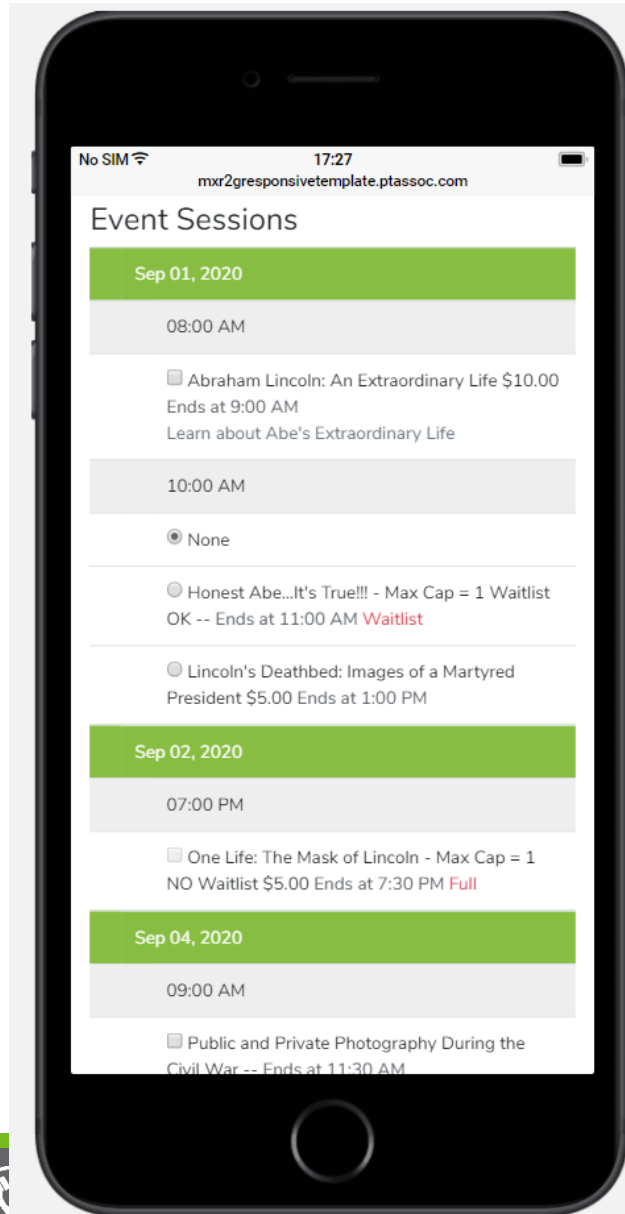 No SIM 17:27
mxr2gresponsivetemplate.ptassoc.com
Event Sessions
Sep 01, 2020
08:00 AM
Abraham Lincoln: An Extraordinary Life $10.00
Ends at 9:00 AM
Learn about Abe's Extraordinary Life
10:00 AM
None
Honest Abe...It's True!!! - Max Cap = 1 Waitlist
OK -- Ends at 11:00 AM Waitlist
Lincoln's Deathbed: Images of a Martyred
President $5.00 Ends at 1:00 PM
Sep 02, 2020
07:00 PM
One Life: The Mask of Lincoln - Max Cap = 1
NO Waitlist $5.00 Ends at 7:30 PM Full
Sep 04, 2020
09:00 AM
Public and Private Photography During the
Civil War -- Ends at 11:30 AM